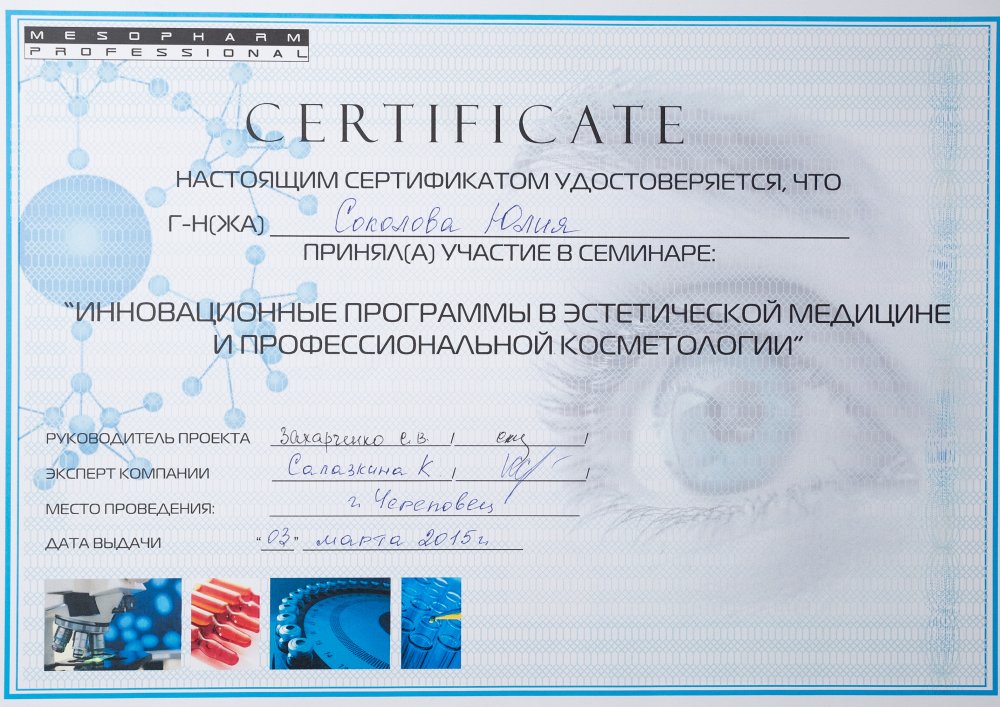 MESOPHARM
PROFESSIONAL
CERTIFICATE
НАСТОЯЩИМ СЕРТИФИКАТОМ УДОСТОВЕРЯЕТСЯ, ЧТО
Г-Н(ЖА) Соколова Юлия
ПРИНЯЛ(А) УЧАСТИЕ В СЕМИНАРЕ:
"ИННОВАЦИОННЫЕ ПРОГРАММЫ В ЭСТЕТИЧЕСКОЙ МЕДИЦИНЕ
И ПРОФЕССИОНАЛЬНОЙ КОСМЕТОЛОГИИ"
РУКОВОДИТЕЛЬ ПРОЕКТА Захарченко Е.В. / /
ЭКСПЕРТ КОМПАНИИ Салазкина К / /
МЕСТО ПРОВЕДЕНИЯ: г. Череповец
ДАТА ВЫДАЧИ "03" марта 2015г.